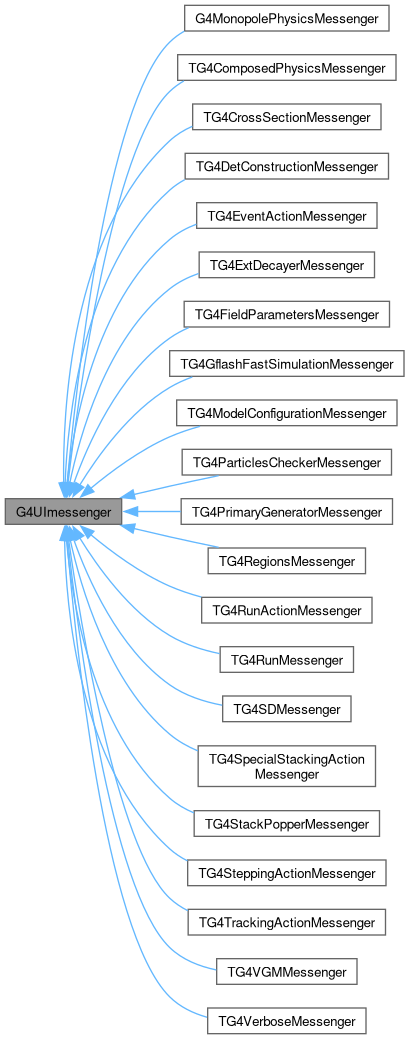 G4MonopolePhysicsMessenger
TG4ComposedPhysicsMessenger
TG4CrossSectionMessenger
TG4DetConstructionMessenger
TG4EventActionMessenger
TG4ExtDecayerMessenger
TG4FieldParametersMessenger
TG4GflashFastSimulationMessenger
TG4ModelConfigurationMessenger
TG4ParticlesCheckerMessenger
G4UImessenger
TG4PrimaryGeneratorMessenger
TG4RegionsMessenger
TG4RunActionMessenger
TG4RunMessenger
TG4SDMessenger
TG4SpecialStackingAction
Messenger
TG4StackPopperMessenger
TG4SteppingActionMessenger
TG4TrackingActionMessenger
TG4VGMMessenger
TG4VerboseMessenger